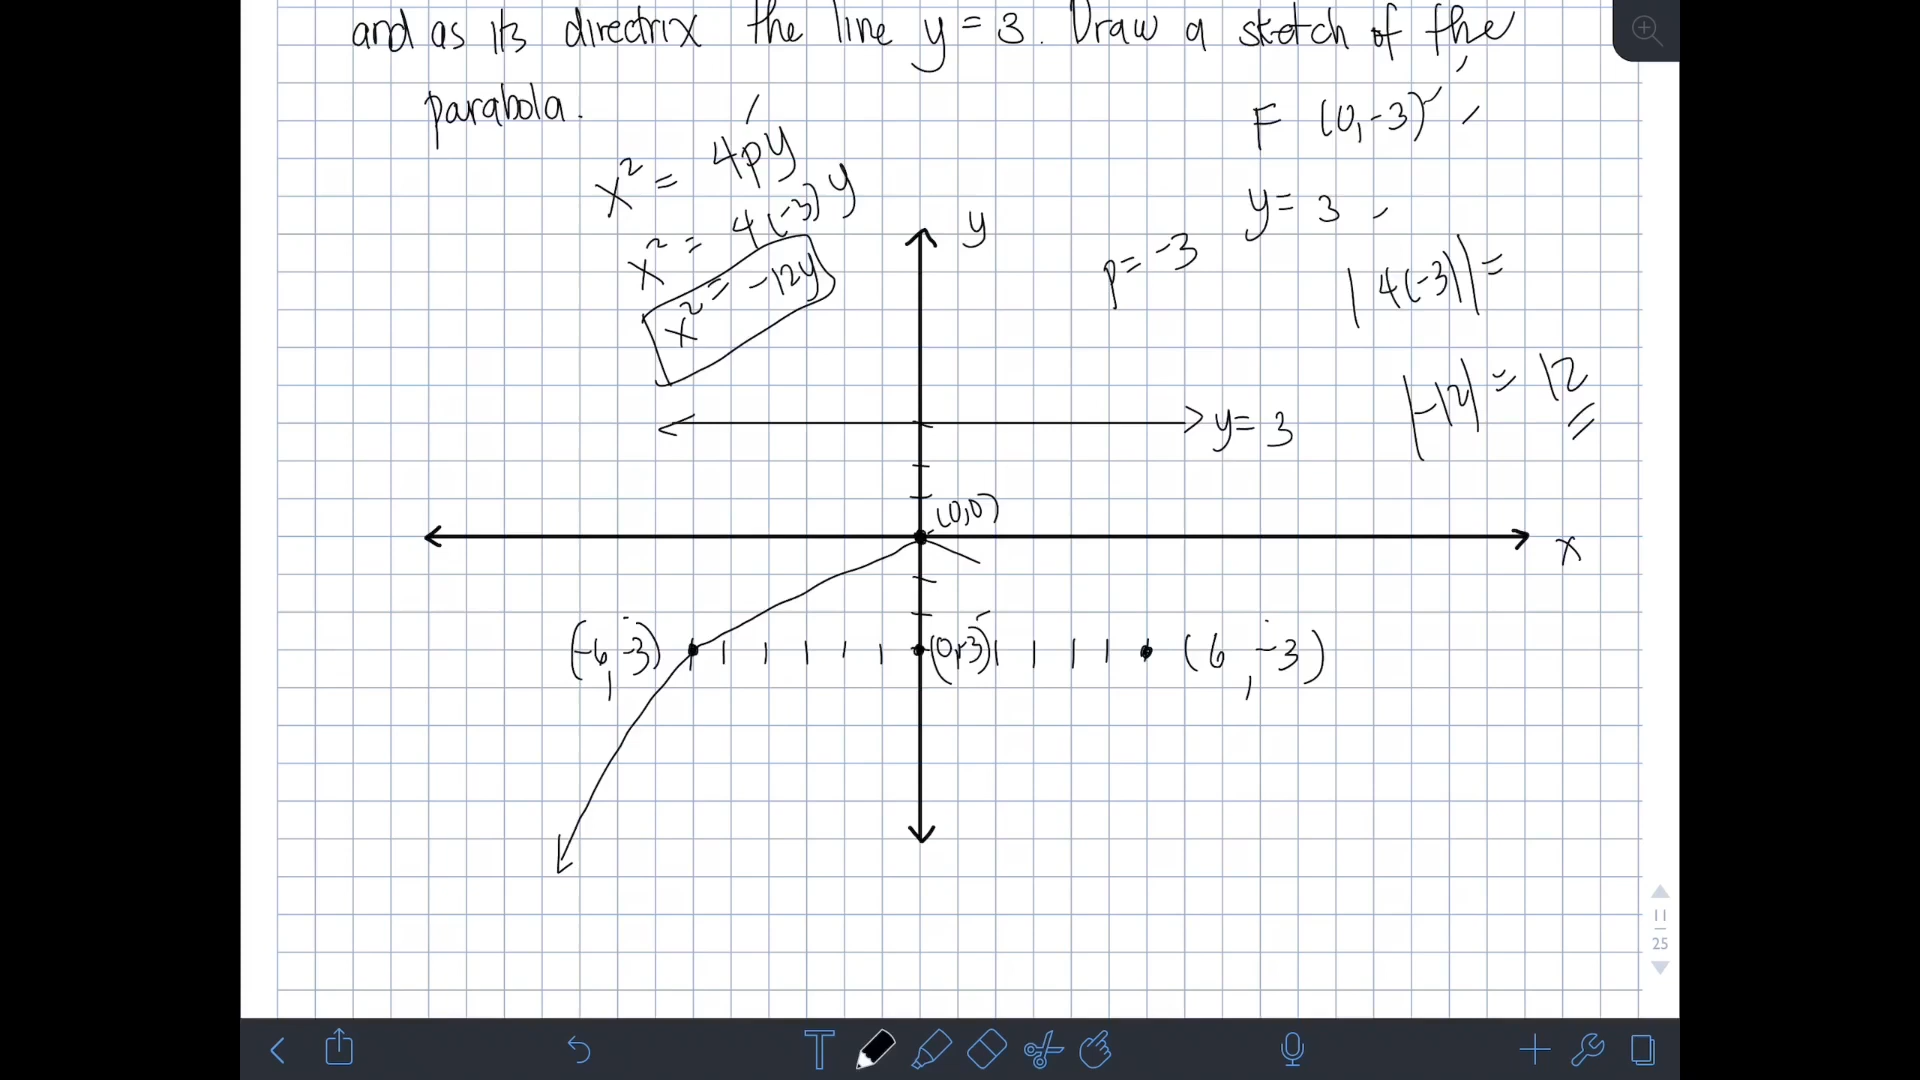 and as its directrix the line y = 3. Draw a sketch of the
parabola.
F (0,-3)
x² = 4py
y = 3
x² = 4(-3)y
p = -3
x² = -12y
|4(-3)| =
|-12| = 12
y
y = 3
(0,0)
x
(-6, -3)
(0,-3)
(6, -3)
11
25
T